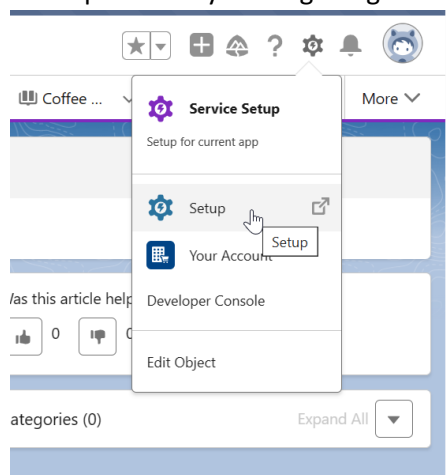 Coffee ...
Service Setup
More
Setup for current app
Setup
Setup
Your Account
Was this article help
Developer Console
0
0
Edit Object
ategories (0)
Expand All